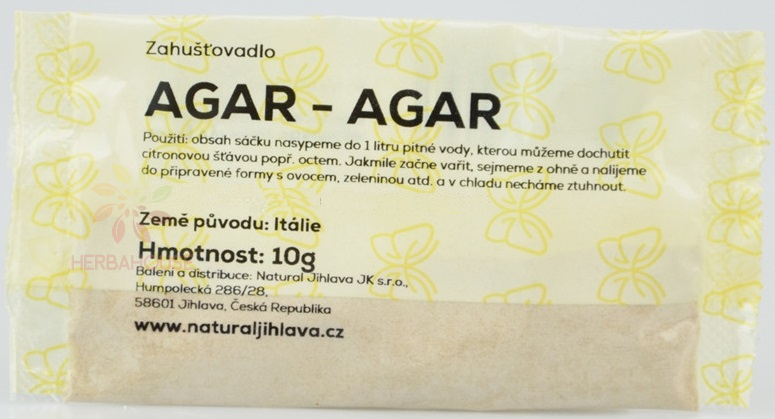 Zahušťovadlo
AGAR – AGAR
Použití: obsah sáčku nasypeme do 1 litru pitné vody, kterou můžeme dochutit
citronovou šťávou popř. octem. Jakmile začne vařit, sejmeme z ohně a nalijeme
do připravené formy s ovocem, zeleninou atd. a v chladu necháme ztuhnout.
Země původu: Itálie
Hmotnost: 10g
HERBAHOUSE
Balení a distribuce: Natural Jihlava JK s.r.o.,
Humpolecká 286/28,
58601 Jihlava, Česká Republika
www.naturaljihlava.cz